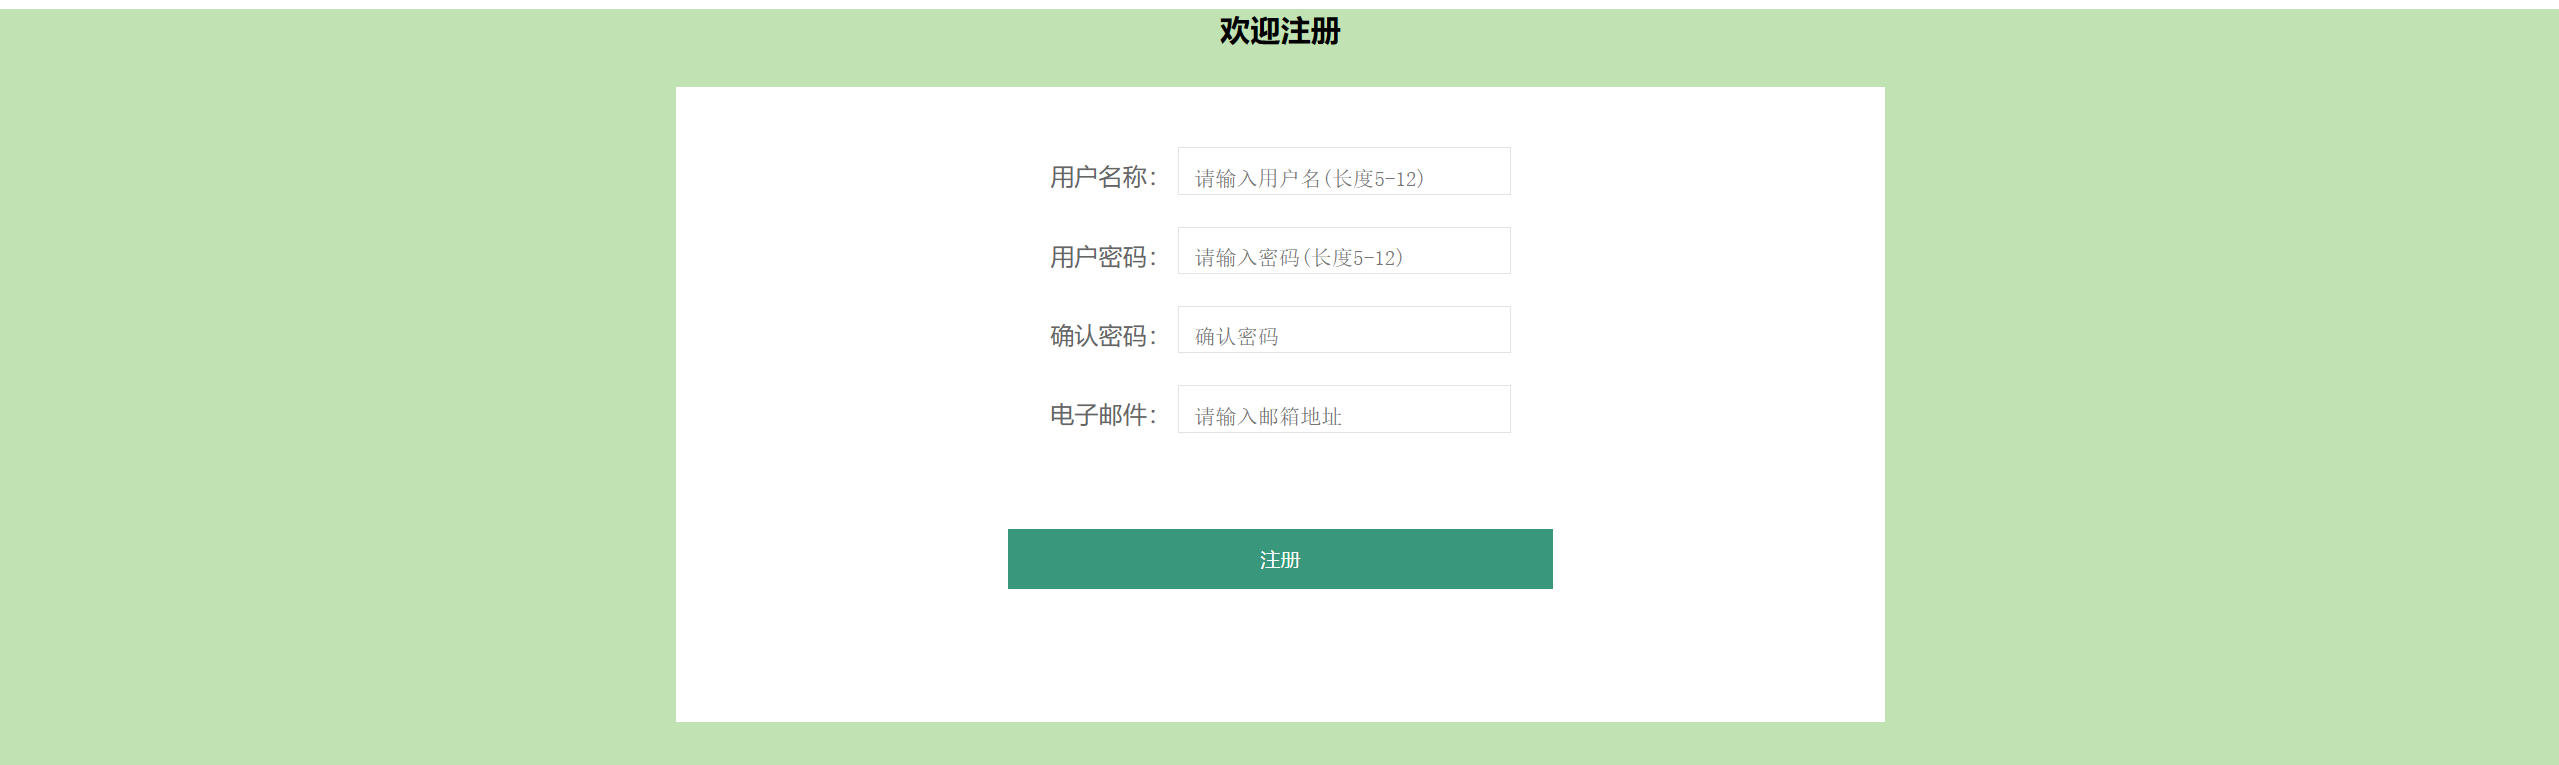 欢迎注册
用户名称： 请输入用户名(长度5-12)
用户密码： 请输入密码(长度5-12)
确认密码： 确认密码
电子邮件： 请输入邮箱地址
注册